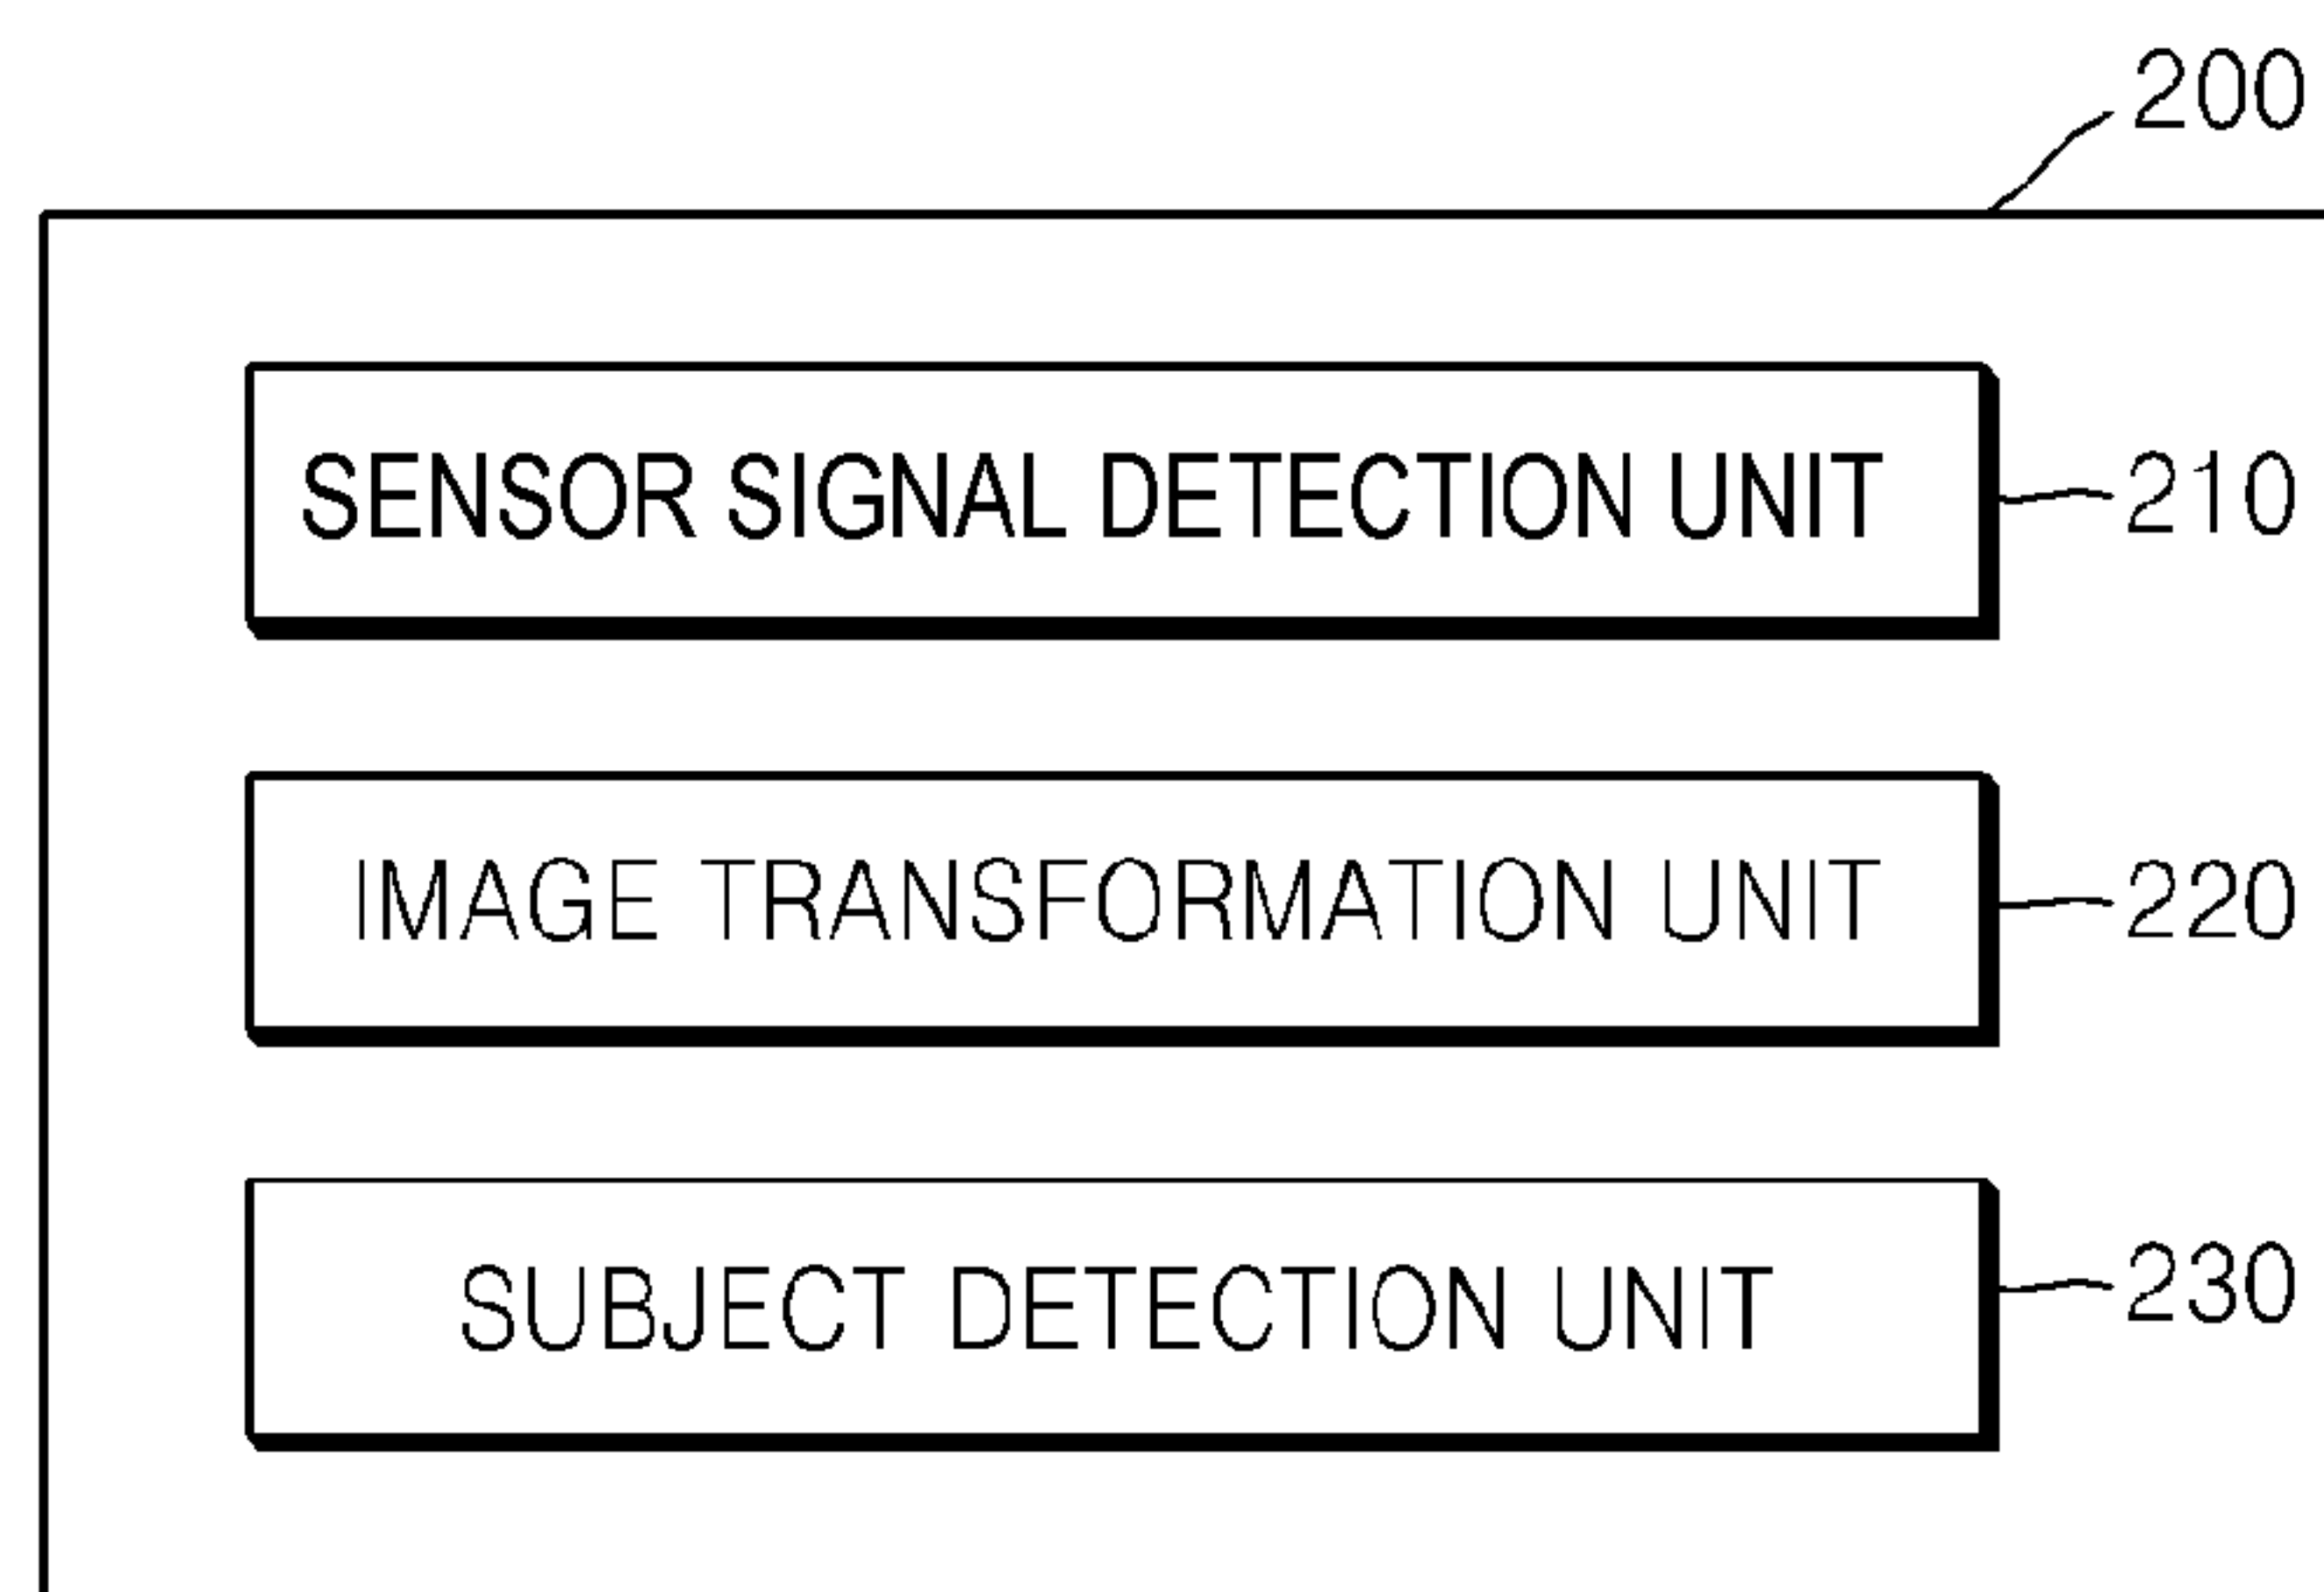 200
SENSOR SIGNAL DETECTION UNIT 210
IMAGE TRANSFORMATION UNIT 220
SUBJECT DETECTION UNIT 230